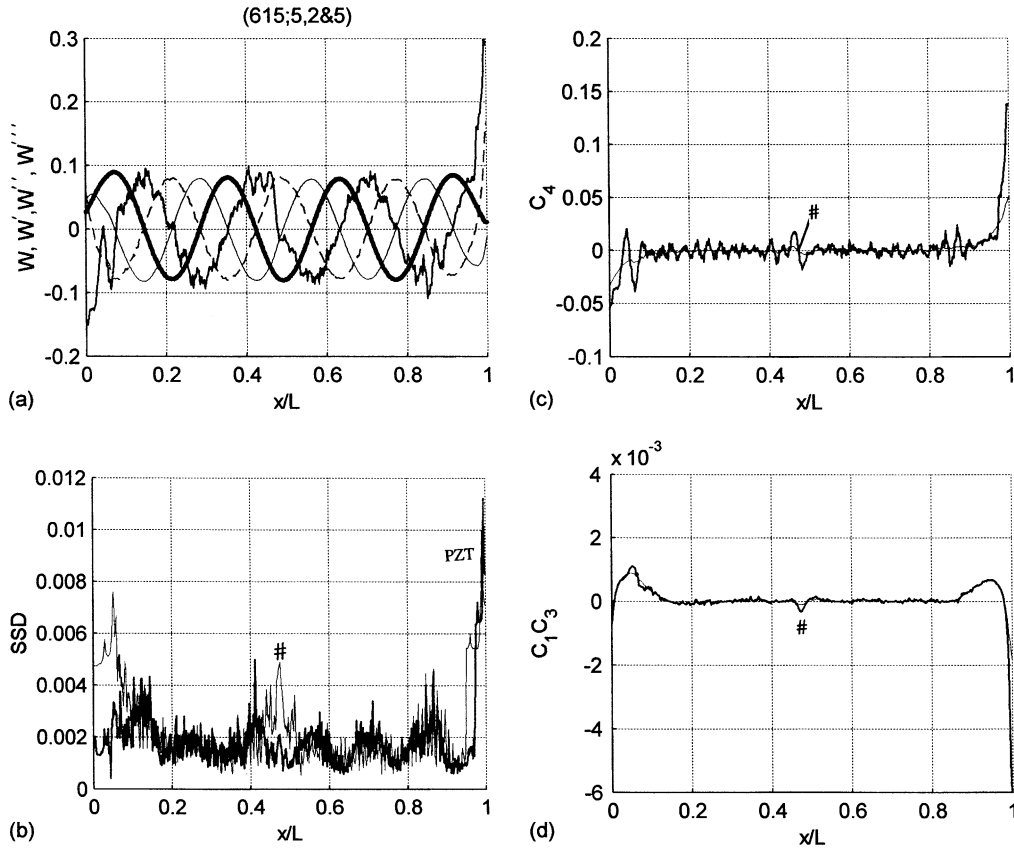 (615;5,2&5)
W, W', W'', W'''
0.3
0.2
0.1
0
-0.1
-0.2
0 0.2 0.4 0.6 0.8 1
x/L
(a)
C4
0.2
0.15
0.1
0.05
0
-0.05
-0.1
#
0 0.2 0.4 0.6 0.8 1
x/L
(c)
SSD
0.012
0.01
0.008
0.006
0.004
0.002
0
PZT
#
0 0.2 0.4 0.6 0.8 1
x/L
(b)
x 10^-3
C1C3
4
2
0
-2
-4
-6
#
0 0.2 0.4 0.6 0.8 1
x/L
(d)